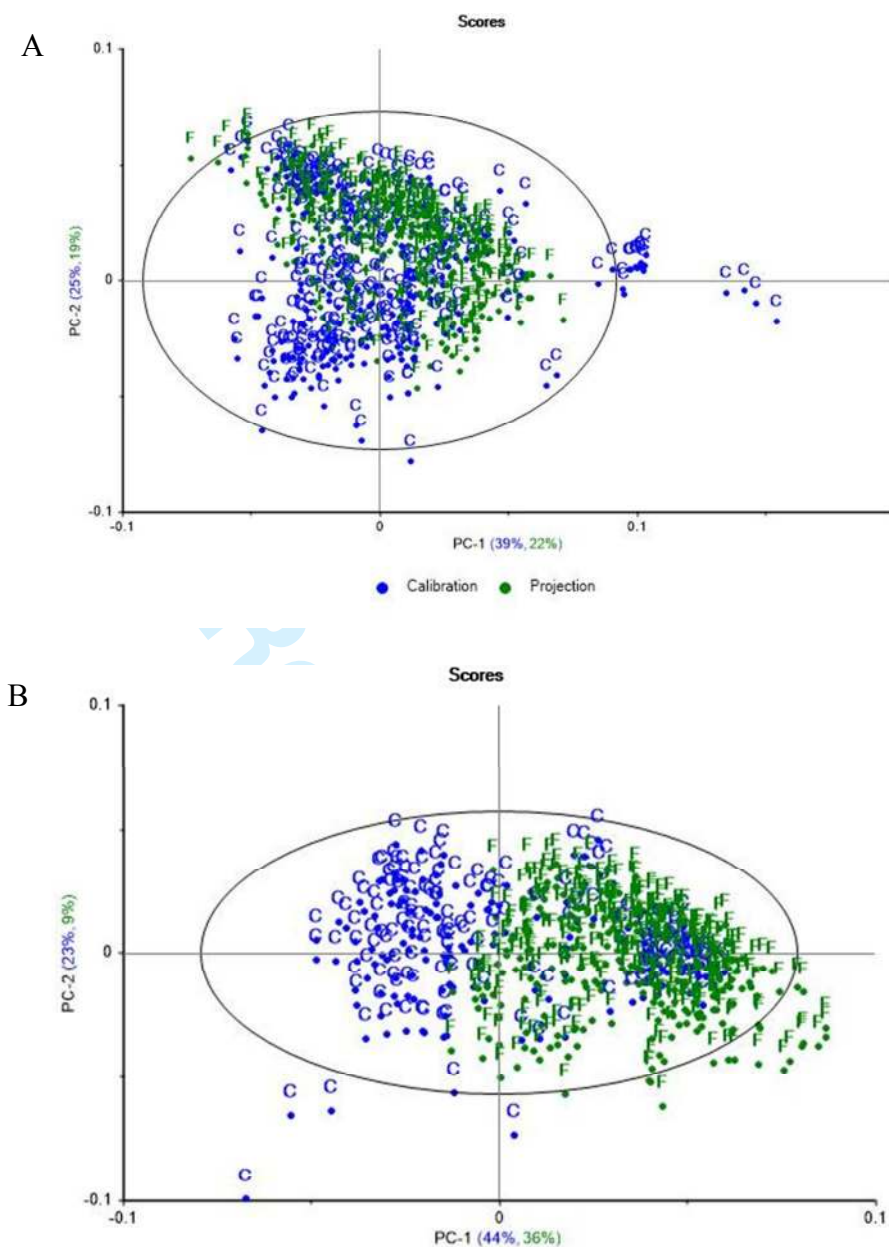 A
Scores
0.1
0
-0.1
PC-2 (25%, 19%)
-0.1
0
0.1
PC-1 (39%, 22%)
Calibration
Projection
B
Scores
0.1
0
-0.1
PC-2 (23%, 9%)
-0.1
0
0.1
PC-1 (44%, 36%)